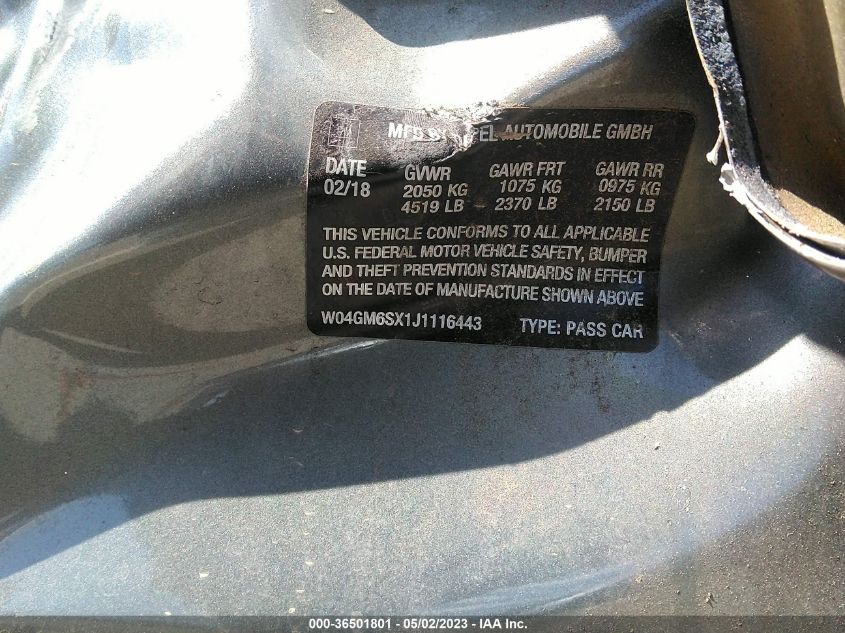 MFD BY OPEL AUTOMOBILE GMBH
DATE GVWR GAWR FRT GAWR RR
02/18 2050 KG 1075 KG 0975 KG
4519 LB 2370 LB 2150 LB
THIS VEHICLE CONFORMS TO ALL APPLICABLE
U.S. FEDERAL MOTOR VEHICLE SAFETY, BUMPER
AND THEFT PREVENTION STANDARDS IN EFFECT
ON THE DATE OF MANUFACTURE SHOWN ABOVE
W04GM6SX1J1116443 TYPE: PASS CAR
000-36501801 - 05/02/2023 - IAA Inc.